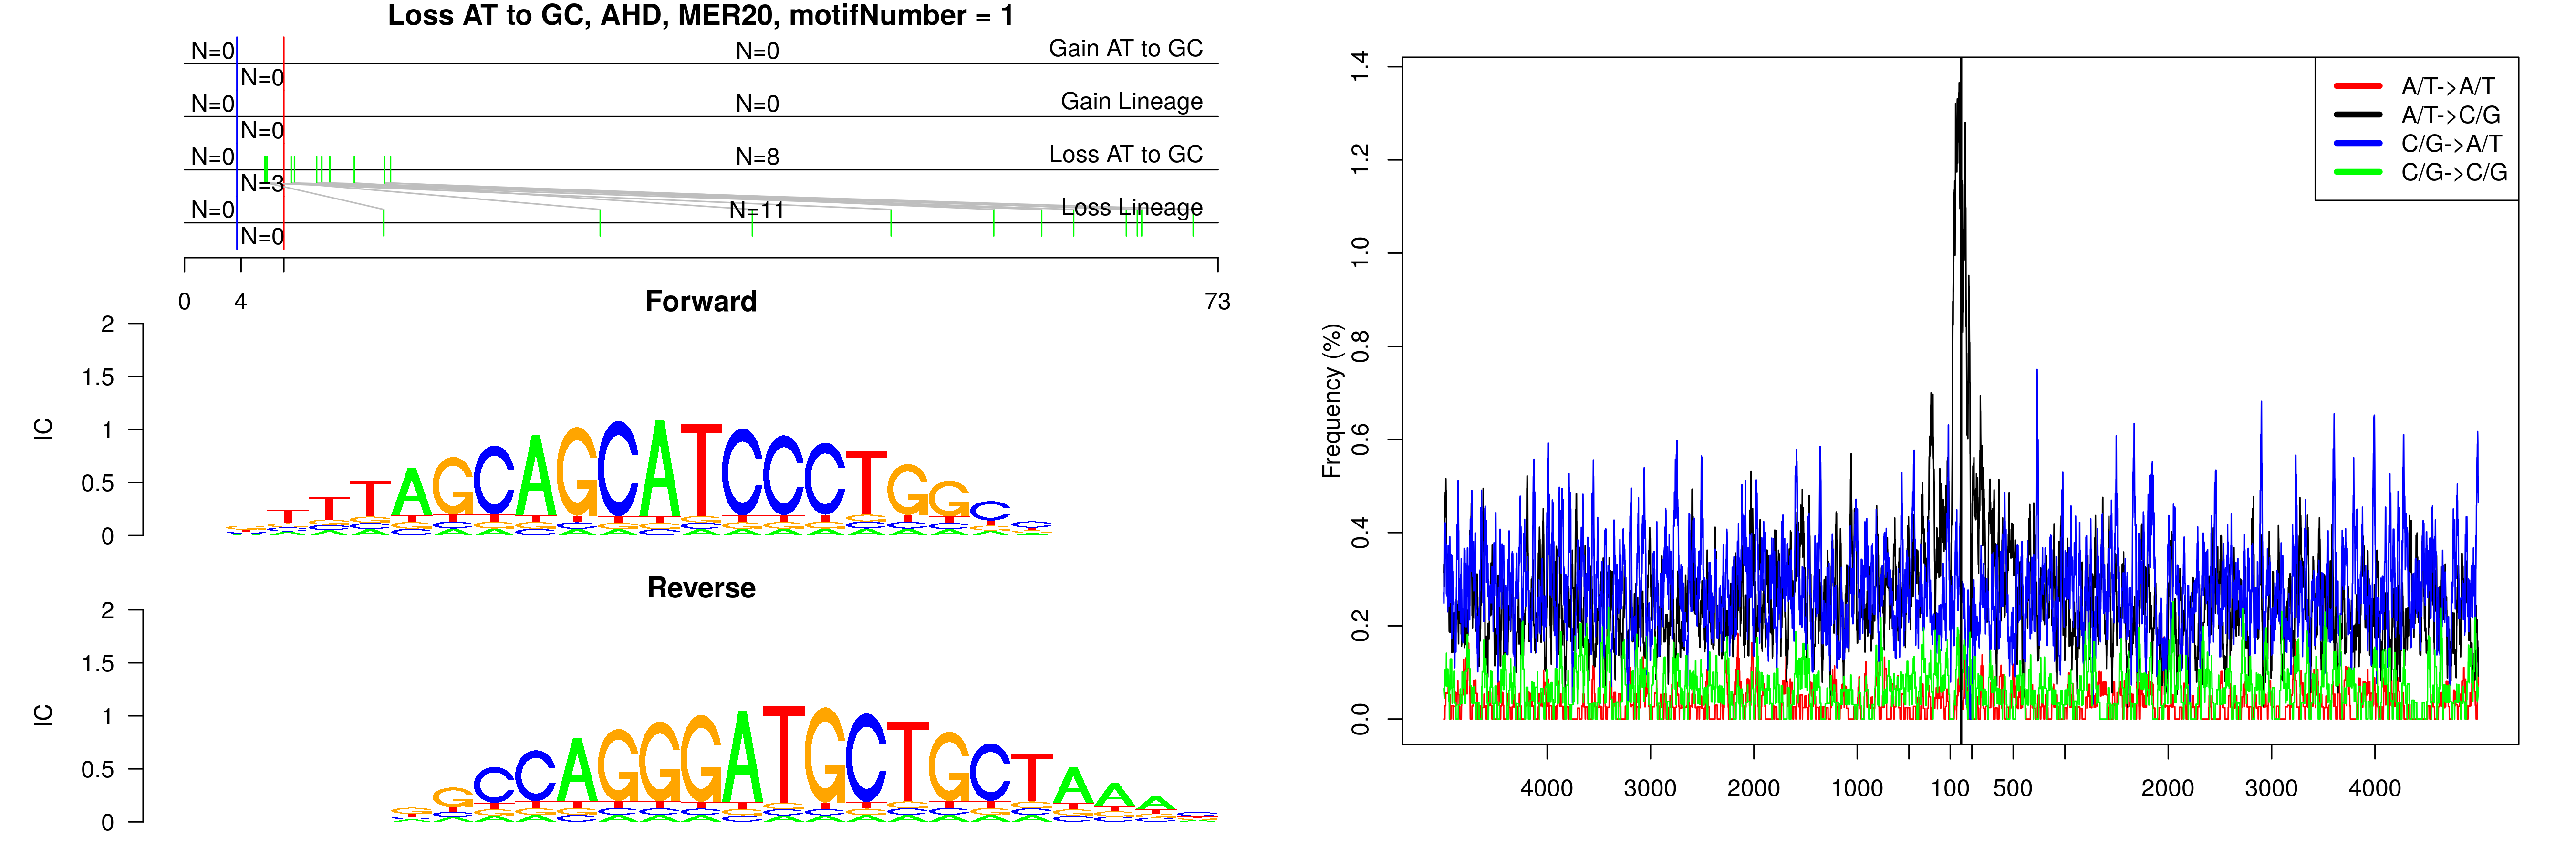 Loss AT to GC, AHD, MER20, motifNumber = 1
N=0 N=0 Gain AT to GC
N=0
N=0 N=0 Gain Lineage
N=0
N=0 N=8 Loss AT to GC
N=3
N=0 N=11 Loss Lineage
N=0
0 4 73
Forward
IC
2
1.5
1
0.5
0
TTTAGCAGCATCCCTGGCC
Reverse
IC
2
1.5
1
0.5
0
GGCCAGGGATGCTGCTAAA
Frequency (%)
1.4
1.2
1.0
0.8
0.6
0.4
0.2
0.0
A/T->A/T
A/T->C/G
C/G->A/T
C/G->C/G
4000 3000 2000 1000 100 500 2000 3000 4000